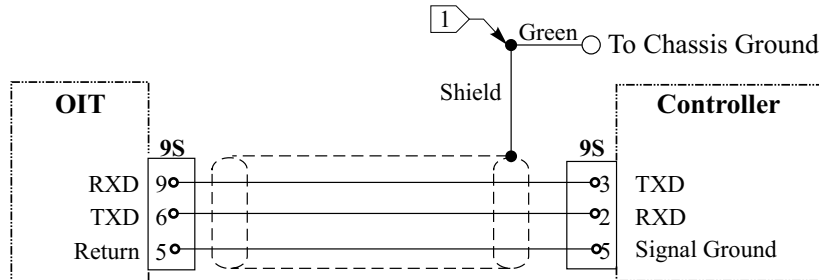 1
Green
To Chassis Ground
Shield
OIT
Controller
9S
9S
RXD 9 3 TXD
TXD 6 2 RXD
Return 5 5 Signal Ground